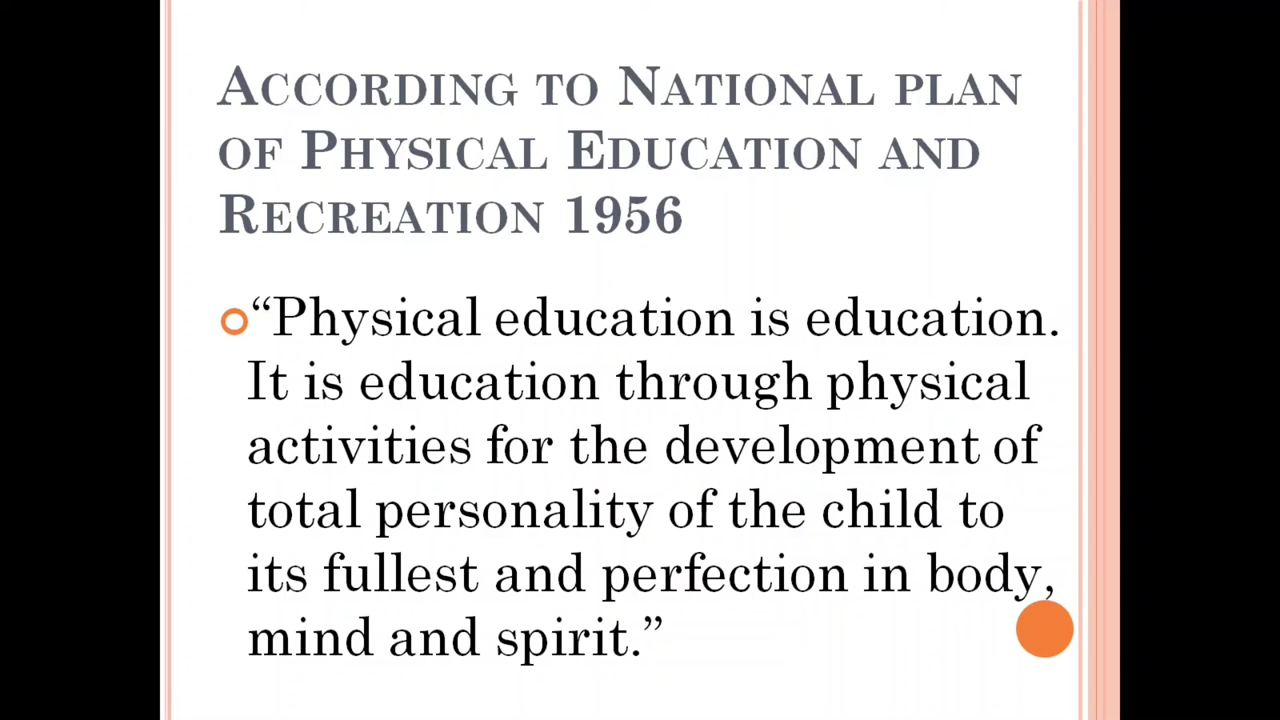 According to National plan
of Physical Education and
Recreation 1956
“Physical education is education.
It is education through physical
activities for the development of
total personality of the child to
its fullest and perfection in body,
mind and spirit.”